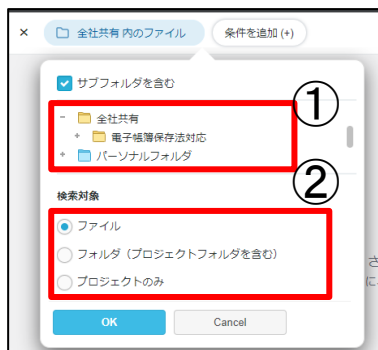 × 全社共有 内のファイル 条件を追加 (+)
サブフォルダを含む
①
全社共有
電子帳簿保存法対応
パーソナルフォルダ
②
検索対象
ファイル
フォルダ（プロジェクトフォルダを含む）
プロジェクトのみ
さ
に
OK Cancel